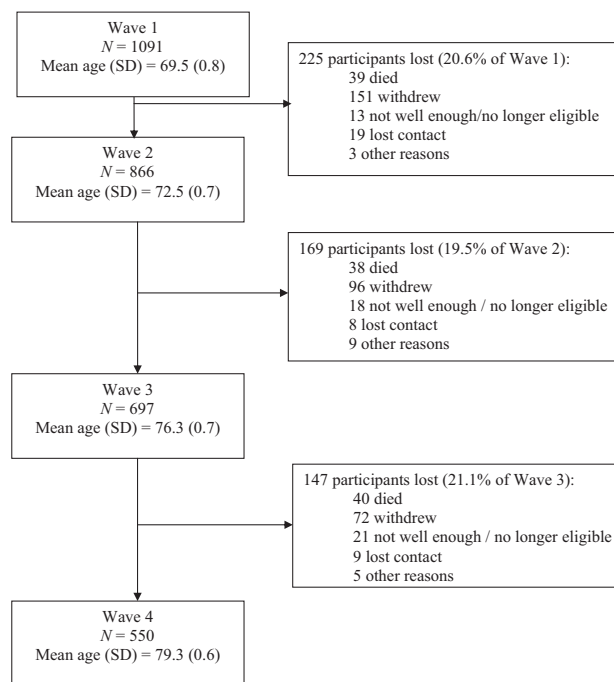 Wave 1
N = 1091
Mean age (SD) = 69.5 (0.8)
225 participants lost (20.6% of Wave 1):
39 died
151 withdrew
13 not well enough/no longer eligible
19 lost contact
3 other reasons
Wave 2
N = 866
Mean age (SD) = 72.5 (0.7)
169 participants lost (19.5% of Wave 2):
38 died
96 withdrew
18 not well enough / no longer eligible
8 lost contact
9 other reasons
Wave 3
N = 697
Mean age (SD) = 76.3 (0.7)
147 participants lost (21.1% of Wave 3):
40 died
72 withdrew
21 not well enough / no longer eligible
9 lost contact
5 other reasons
Wave 4
N = 550
Mean age (SD) = 79.3 (0.6)